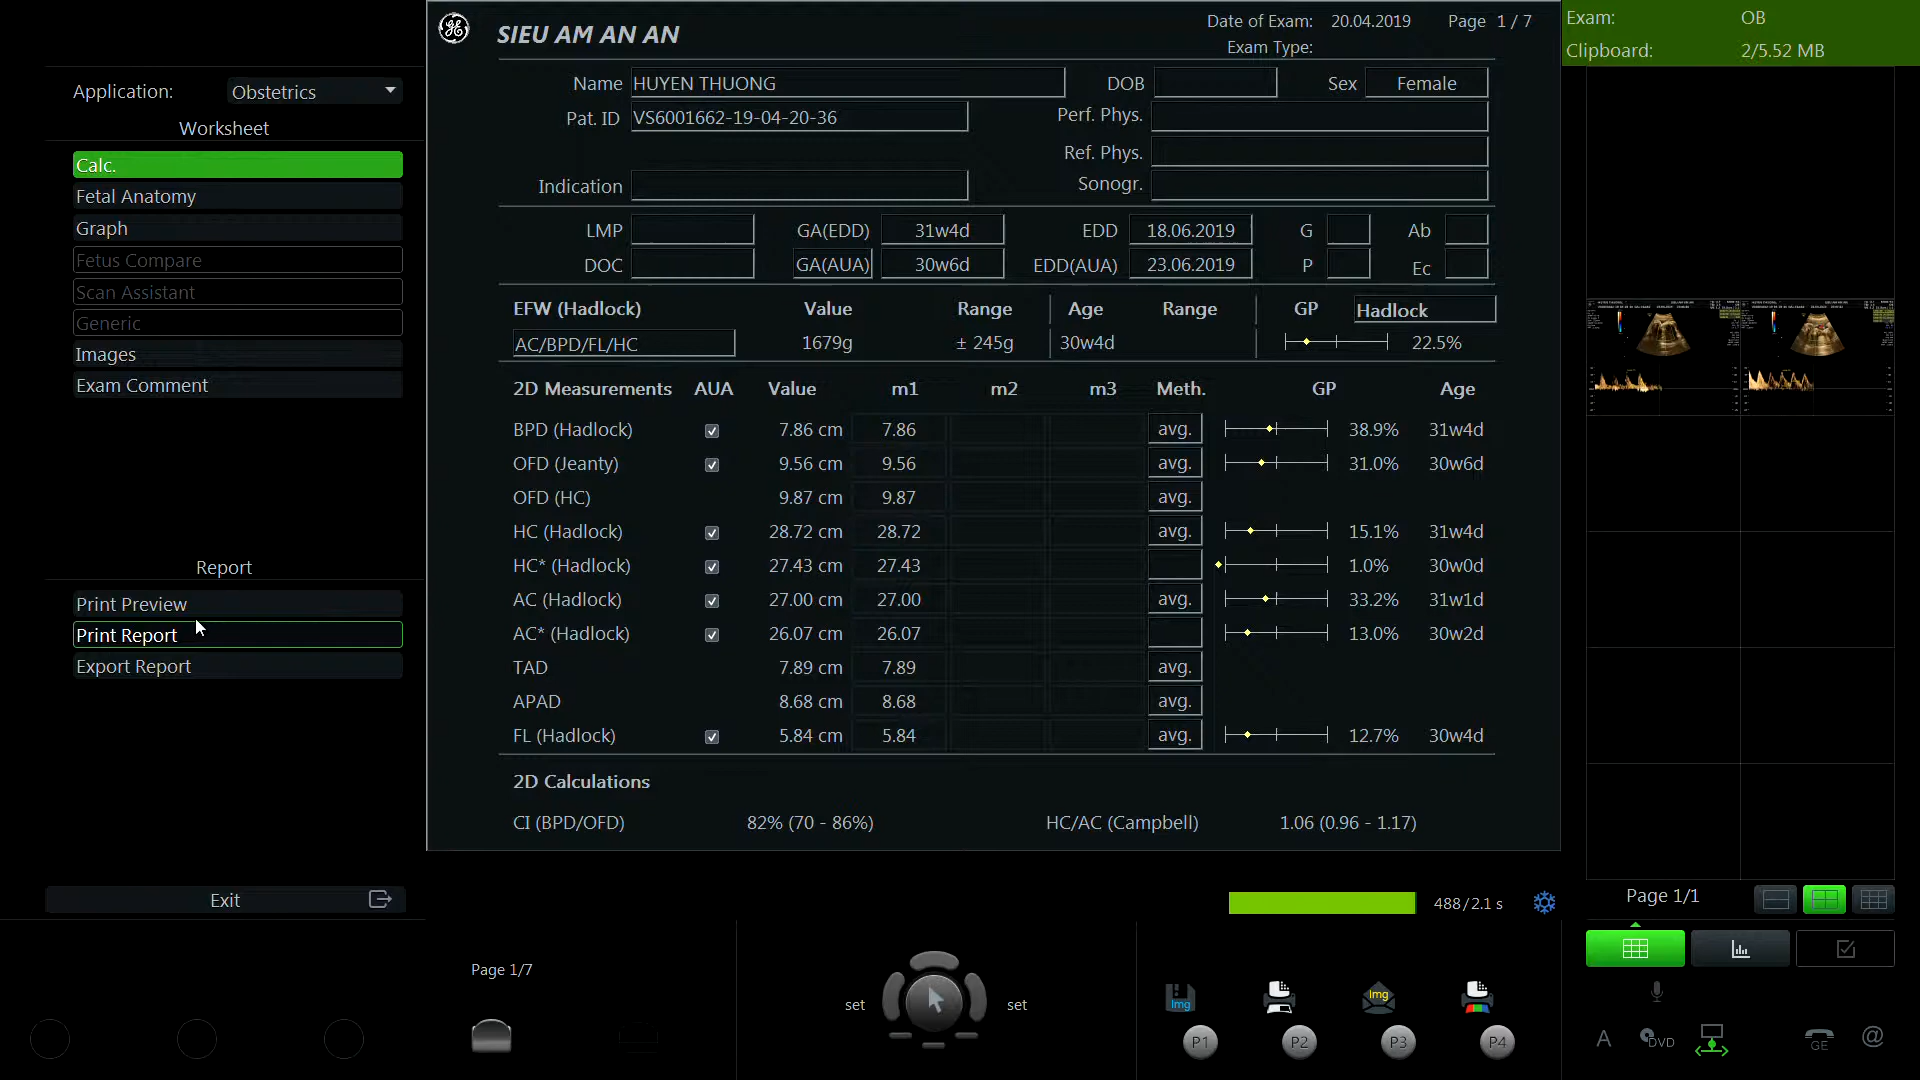 SIEU AM AN AN
Date of Exam: 20.04.2019 Page 1 / 7
Exam Type:
Exam: OB
Clipboard: 2/5.52 MB
Application: Obstetrics
Worksheet
Calc.
Fetal Anatomy
Graph
Fetus Compare
Scan Assistant
Generic
Images
Exam Comment
Report
Print Preview
Print Report
Export Report
Exit
Name HUYEN THUONG DOB Sex Female
Pat. ID VS6001662-19-04-20-36 Perf. Phys.
Ref. Phys.
Indication Sonogr.
LMP GA(EDD) 31w4d EDD 18.06.2019 G Ab
DOC GA(AUA) 30w6d EDD(AUA) 23.06.2019 P Ec
EFW (Hadlock) Value Range Age Range GP Hadlock
AC/BPD/FL/HC 1679g ± 245g 30w4d 22.5%
2D Measurements AUA Value m1 m2 m3 Meth. GP Age
BPD (Hadlock) 7.86 cm 7.86 avg. 38.9% 31w4d
OFD (Jeanty) 9.56 cm 9.56 avg. 31.0% 30w6d
OFD (HC) 9.87 cm 9.87 avg.
HC (Hadlock) 28.72 cm 28.72 avg. 15.1% 31w4d
HC* (Hadlock) 27.43 cm 27.43 1.0% 30w0d
AC (Hadlock) 27.00 cm 27.00 avg. 33.2% 31w1d
AC* (Hadlock) 26.07 cm 26.07 13.0% 30w2d
TAD 7.89 cm 7.89 avg.
APAD 8.68 cm 8.68 avg.
FL (Hadlock) 5.84 cm 5.84 avg. 12.7% 30w4d
2D Calculations
CI (BPD/OFD) 82% (70 - 86%) HC/AC (Campbell) 1.06 (0.96 - 1.17)
488/2.1 s
Page 1/1
Page 1/7
set set
Img Img
P1 P2 P3 P4
A DVD GE @